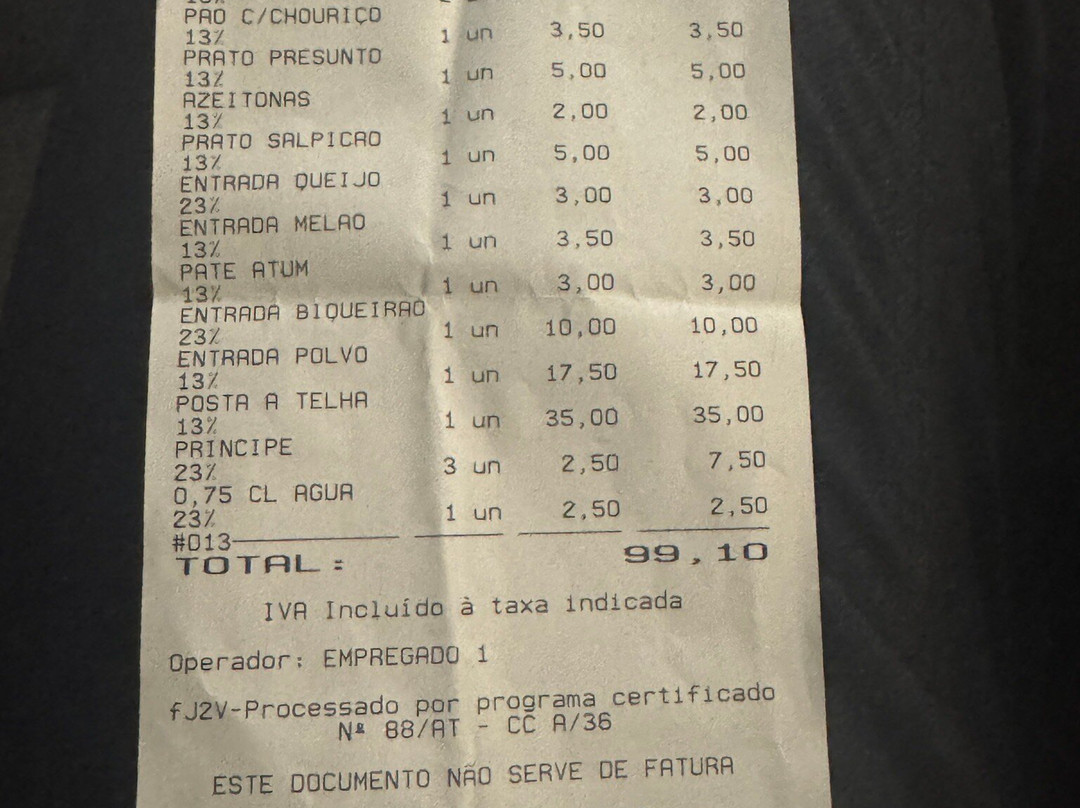 PAO C/CHOURIÇO
13% 1 un 3,50 3,50
PRATO PRESUNTO
13% 1 un 5,00 5,00
AZEITONAS
13% 1 un 2,00 2,00
PRATO SALPICAO
13% 1 un 5,00 5,00
ENTRADA QUEIJO
23% 1 un 3,00 3,00
ENTRADA MELAO
13% 1 un 3,50 3,50
PATE ATUM
13% 1 un 3,00 3,00
ENTRADA BIQUEIRAO
23% 1 un 10,00 10,00
ENTRADA POLVO
13% 1 un 17,50 17,50
POSTA A TELHA
13% 1 un 35,00 35,00
PRINCIPE
23% 3 un 2,50 7,50
0,75 CL AGUA
23% 1 un 2,50 2,50
#013
TOTAL: 99,10
IVA Incluído à taxa indicada
Operador: EMPREGADO 1
fJ2V-Processado por programa certificado
Nº 88/AT - CC A/36
ESTE DOCUMENTO NÃO SERVE DE FATURA